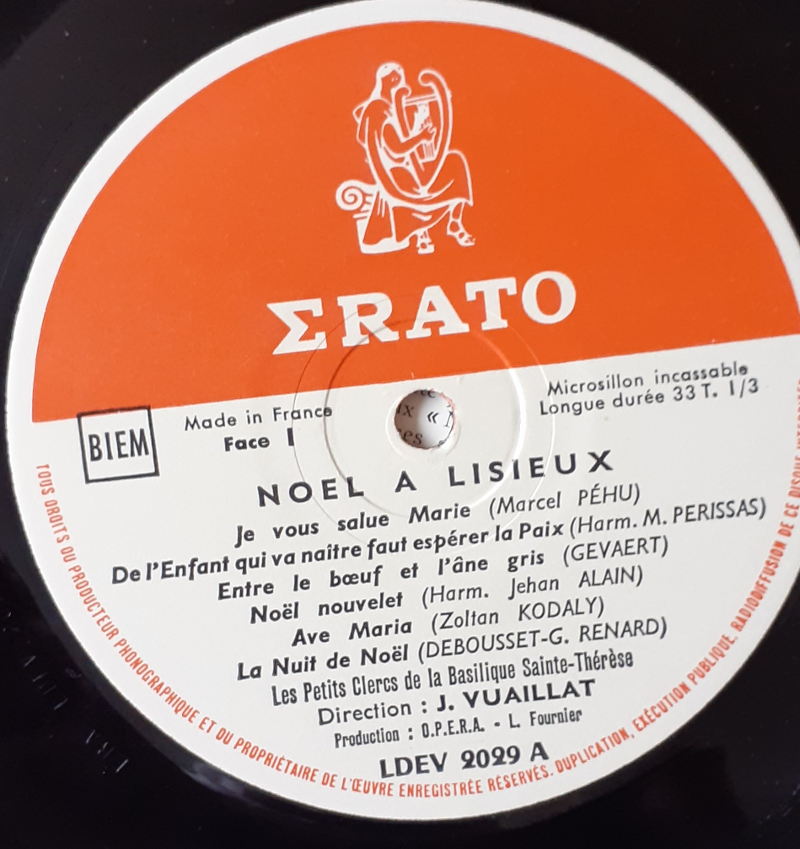 ΣRATO
BIEM
Made in France
Face 1
Microsillon incassable
Longue durée 33 T. 1/3
« 
NOEL A LISIEUX
Je vous salue Marie (Marcel PÉHU)
De l'Enfant qui va naitre faut espérer la Paix (Harm. M. PERISSAS)
Entre le bœuf et l'âne gris (GEVAERT)
Noël nouvelet (Harm. Jehan ALAIN)
Ave Maria (Zoltan KODALY)
La Nuit de Noël (DEBOUSSET-G. RENARD)
Les Petits Clercs de la Basilique Sainte-Thérèse
Direction : J. VUAILLAT
Production : O.P.E.R.A. - L. Fournier
LDEV 2029 A
TOUS DROITS DU PRODUCTEUR PHONOGRAPHIQUE ET DU PROPRIÉTAIRE DE L'ŒUVRE ENREGISTRÉE RÉSERVÉS. DUPLICATION, EXÉCUTION PUBLIQUE, RADIODIFFUSION DE CE DISQUE